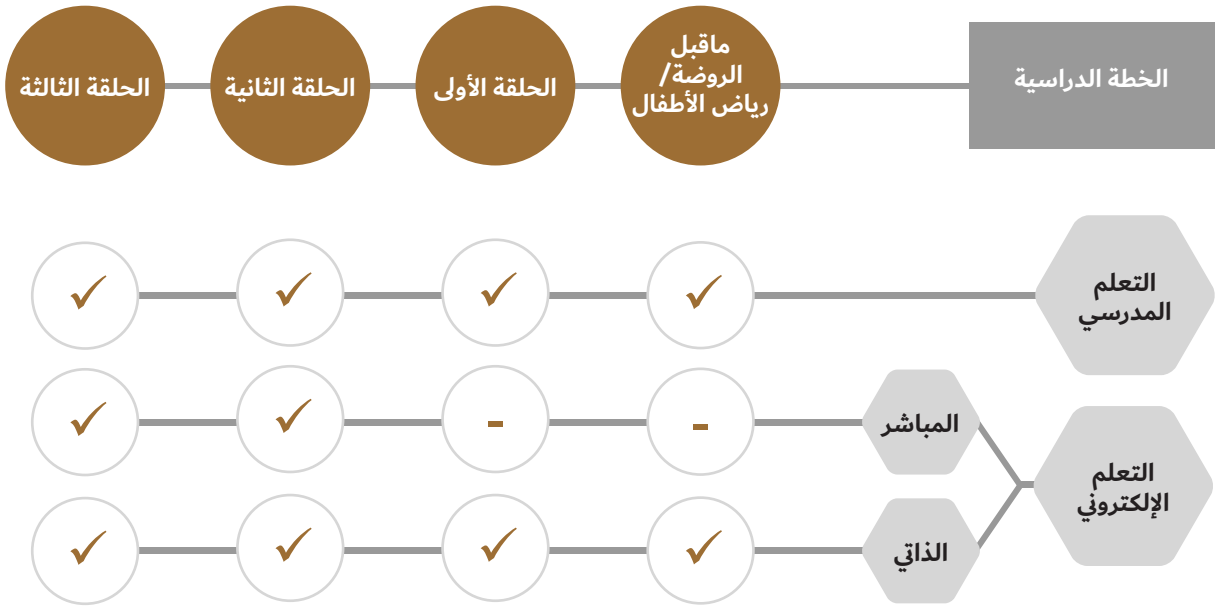 الخطة الدراسية
ماقبل
الروضة/
رياض الأطفال
الحلقة الأولى
الحلقة الثانية
الحلقة الثالثة
التعلم
المدرسي
✓ ✓ ✓ ✓
التعلم
الإلكتروني
المباشر
- - ✓ ✓
الذاتي
✓ ✓ ✓ ✓